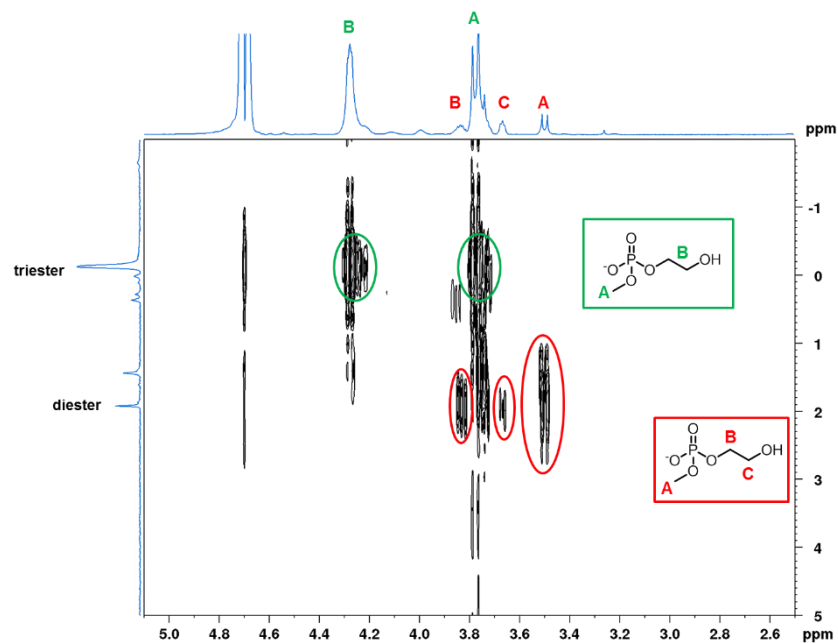 B
A
B
C
A
ppm
-1
0
1
2
3
4
5
triester
diester
O
-O P O B OH
A O
O
-O P O B OH
A O C
5.0 4.8 4.6 4.4 4.2 4.0 3.8 3.6 3.4 3.2 3.0 2.8 2.6 ppm